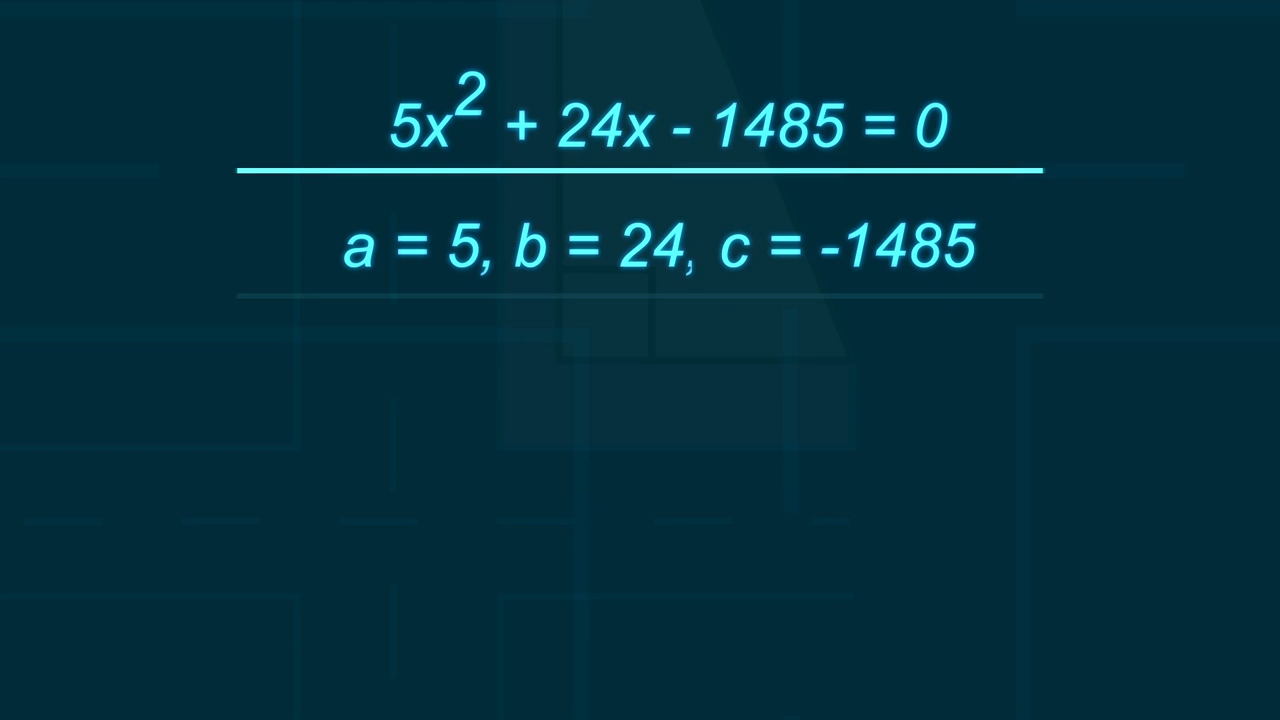 5x² + 24x - 1485 = 0
a = 5, b = 24, c = -1485